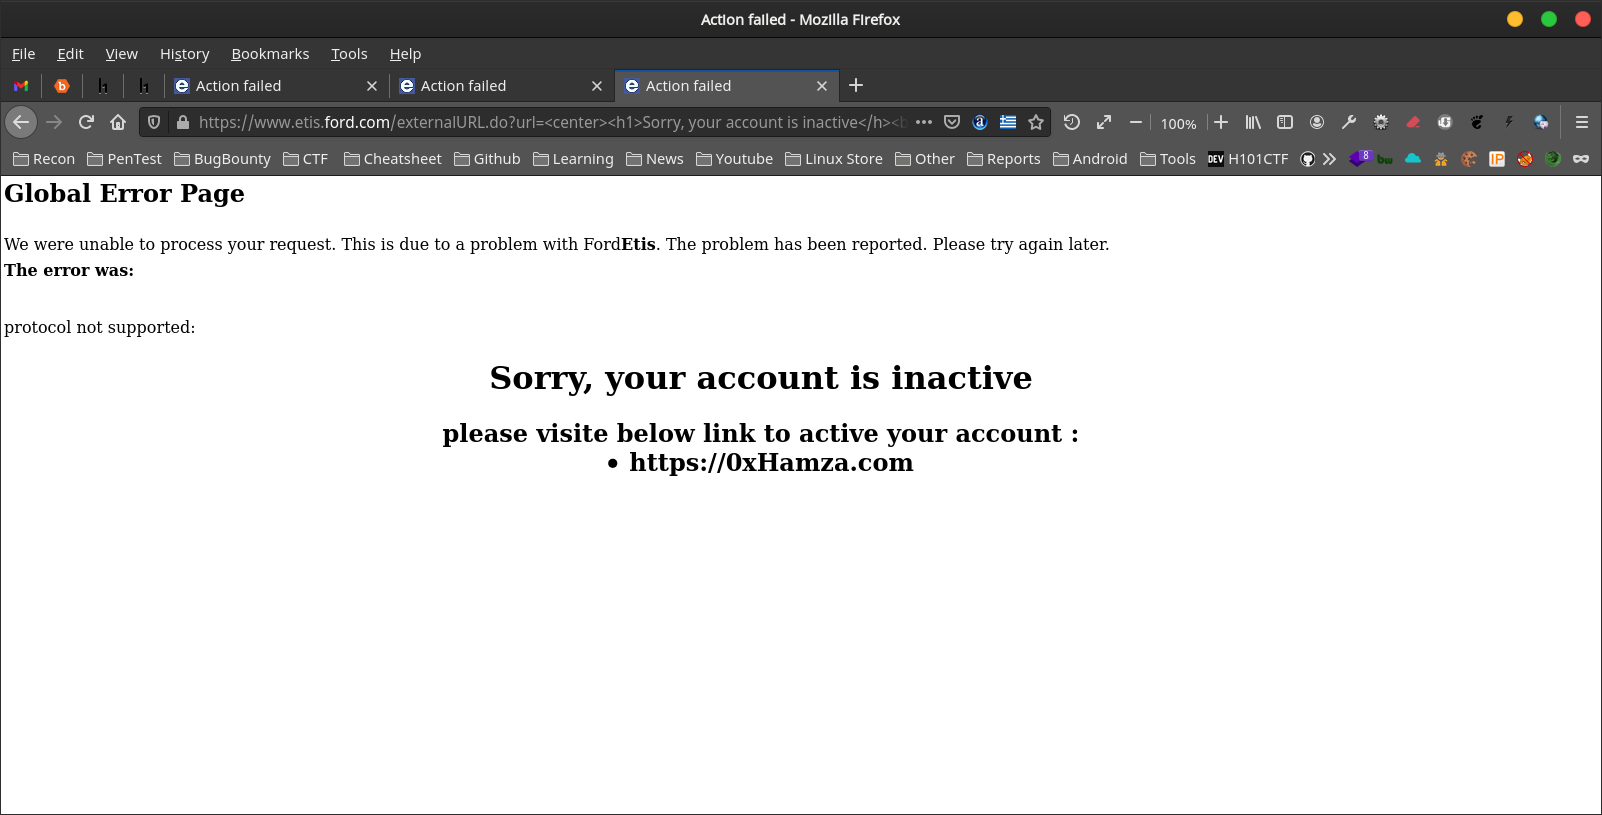 Action failed - Mozilla Firefox
File Edit View History Bookmarks Tools Help
Action failed Action failed Action failed
https://www.etis.ford.com/externalURL.do?url=<center><h1>Sorry, your account is inactive</h><b 100%
Recon PenTest BugBounty CTF Cheatsheet Github Learning News Youtube Linux Store Other Reports Android Tools DEV H101CTF 8 IP
Global Error Page
We were unable to process your request. This is due to a problem with FordEtis. The problem has been reported. Please try again later.
The error was:
protocol not supported:
Sorry, your account is inactive
please visite below link to active your account :
• https://0xHamza.com